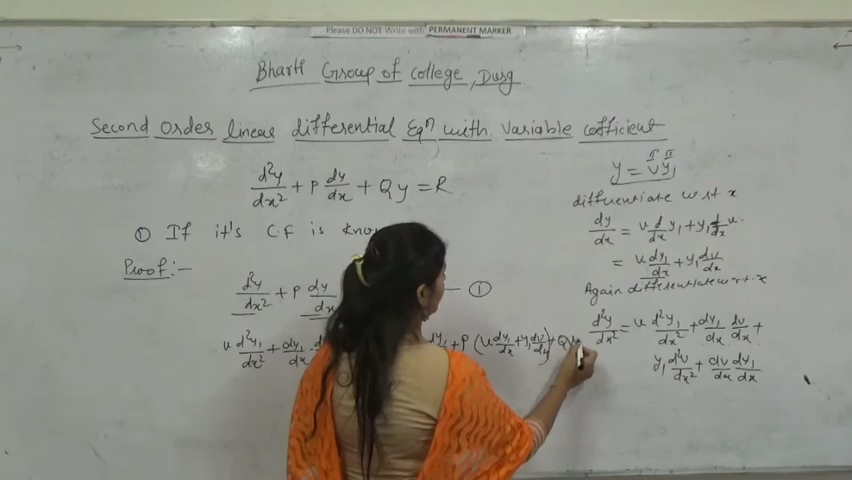 Please DO NOT Write with PERMANENT MARKER
Bharti Group of college, Durg
Second order linear differential Eqⁿ with variable coefficient
d²y/dx² + P dy/dx + Qy = R
① If it's C.F is know
Proof:-
d²y/dx² + P dy/dx — ①
v d²y₁/dx² + dy₁/dx · + P (v dy₁/dx + y₁ dv/dx) + Qv
y = v y₁
differentiate w.r.t x
dy/dx = v d/dx y₁ + y₁ d/dx v.
= v dy₁/dx + y₁ dv/dx
Again differentiate w.r.t. x
d²y/dx² = v d²y₁/dx² + dy₁/dx dv/dx +
y₁ d²v/dx² + dv/dx dy₁/dx